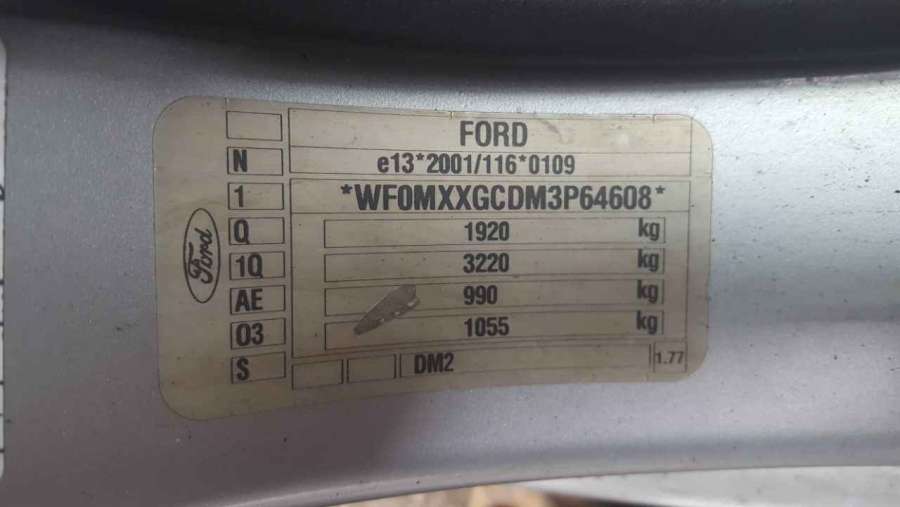 FORD
N e13*2001/116*0109
1 *WF0MXXGCDM3P64608*
Q 1920 kg
1Q 3220 kg
AE 990 kg
O3 1055 kg
S DM2 1.77
Ford